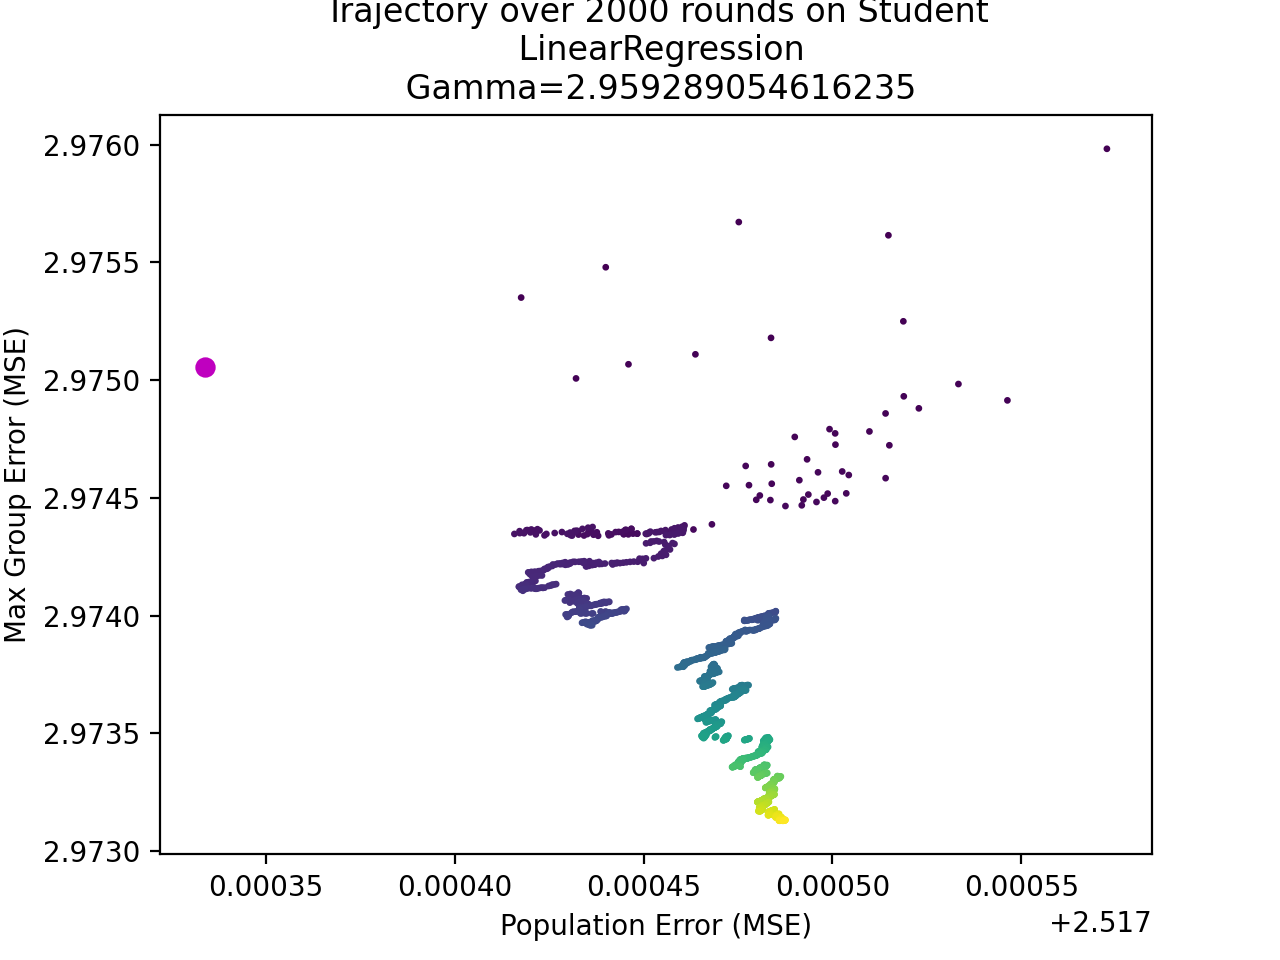 Trajectory over 2000 rounds on Student
LinearRegression
Gamma=2.959289054616235
2.9760
2.9755
2.9750
2.9745
2.9740
2.9735
2.9730
Max Group Error (MSE)
0.00035 0.00040 0.00045 0.00050 0.00055
Population Error (MSE)
+2.517